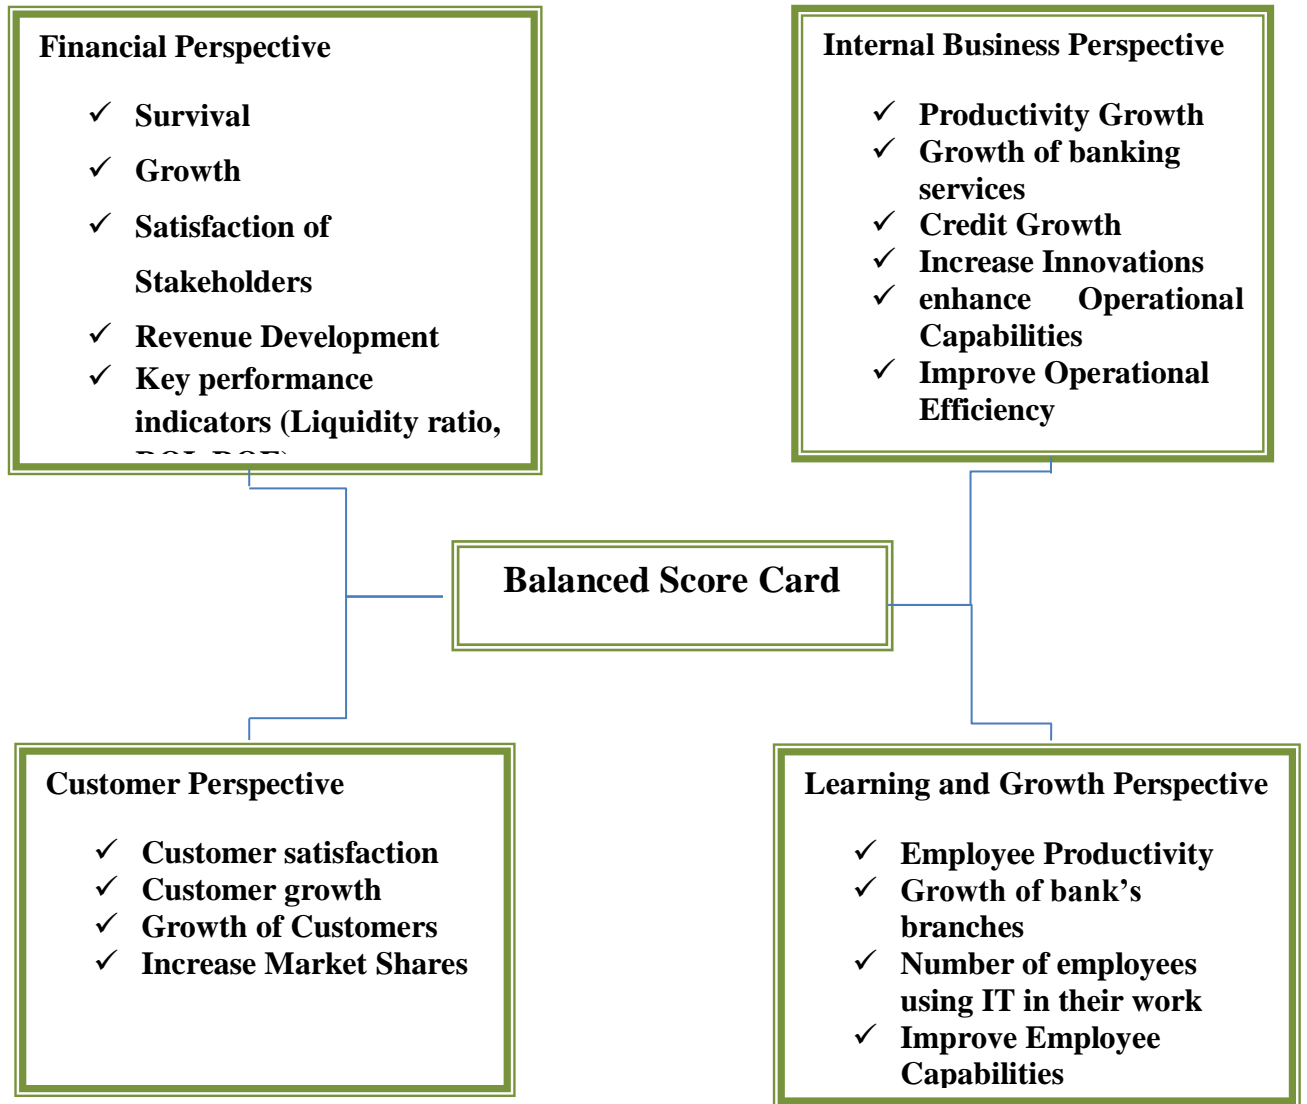 Financial Perspective
✓ Survival
✓ Growth
✓ Satisfaction of
Stakeholders
✓ Revenue Development
✓ Key performance
indicators (Liquidity ratio,
Internal Business Perspective
✓ Productivity Growth
✓ Growth of banking
services
✓ Credit Growth
✓ Increase Innovations
✓ enhance Operational
Capabilities
✓ Improve Operational
Efficiency
Balanced Score Card
Customer Perspective
✓ Customer satisfaction
✓ Customer growth
✓ Growth of Customers
✓ Increase Market Shares
Learning and Growth Perspective
✓ Employee Productivity
✓ Growth of bank's
branches
✓ Number of employees
using IT in their work
✓ Improve Employee
Capabilities